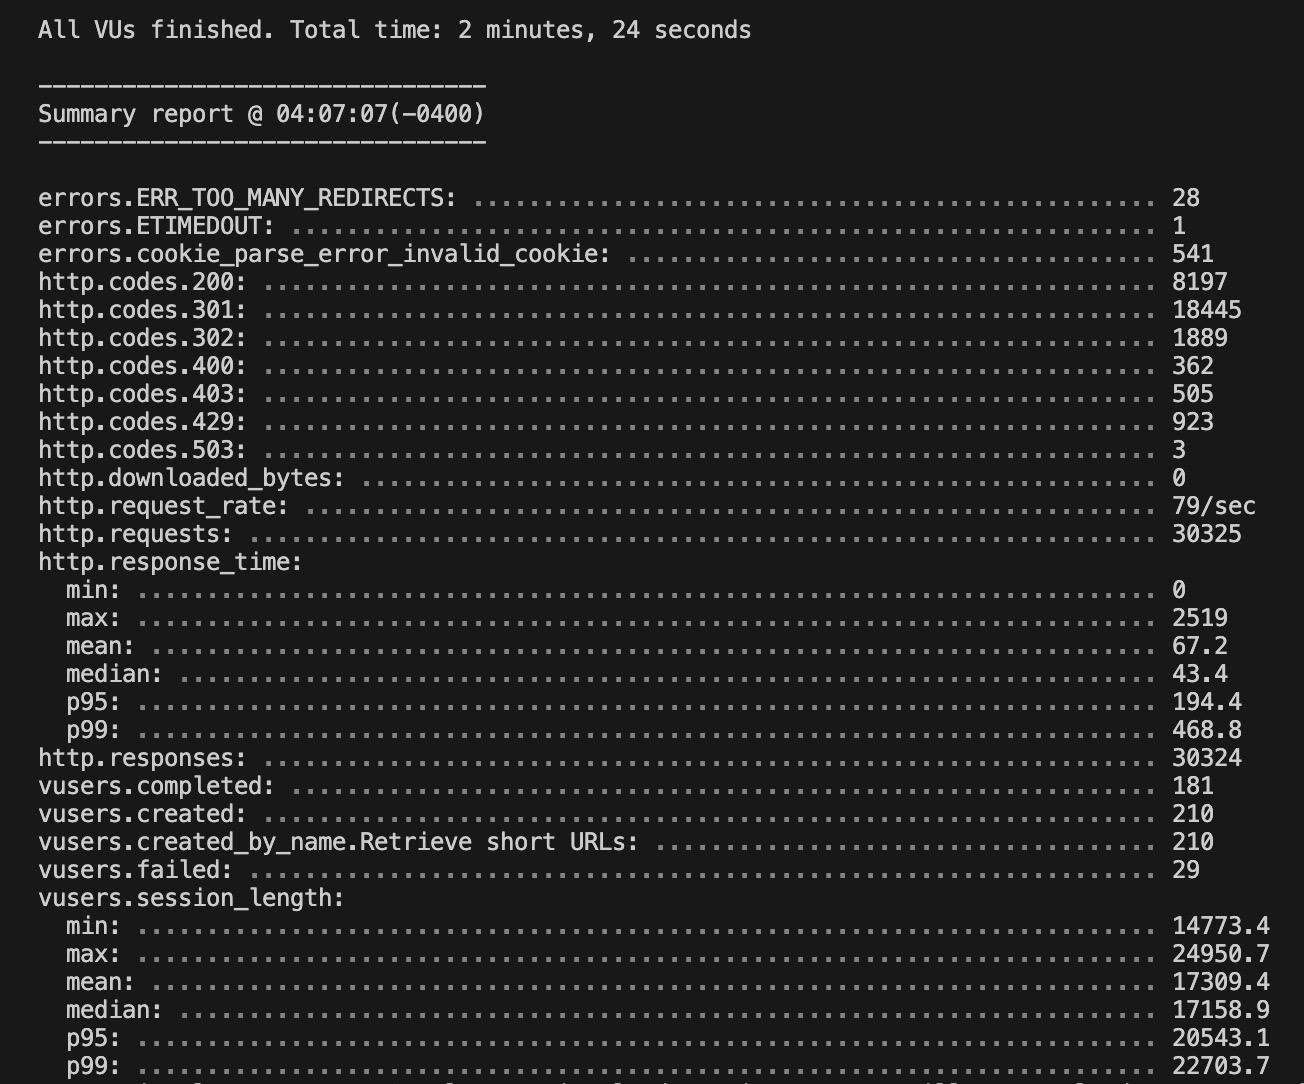 All VUs finished. Total time: 2 minutes, 24 seconds
--------------------------------
Summary report @ 04:07:07(-0400)
--------------------------------
errors.ERR_TOO_MANY_REDIRECTS: ................................................. 28
errors.ETIMEDOUT: .............................................................. 1
errors.cookie_parse_error_invalid_cookie: ...................................... 541
http.codes.200: ................................................................ 8197
http.codes.301: ................................................................ 18445
http.codes.302: ................................................................ 1889
http.codes.400: ................................................................ 362
http.codes.403: ................................................................ 505
http.codes.429: ................................................................ 923
http.codes.503: ................................................................ 3
http.downloaded_bytes: ......................................................... 0
http.request_rate: ............................................................. 79/sec
http.requests: ................................................................. 30325
http.response_time:
  min: ......................................................................... 0
  max: ......................................................................... 2519
  mean: ........................................................................ 67.2
  median: ...................................................................... 43.4
  p95: ......................................................................... 194.4
  p99: ......................................................................... 468.8
http.responses: ................................................................ 30324
vusers.completed: .............................................................. 181
vusers.created: ................................................................ 210
vusers.created_by_name.Retrieve short URLs: .................................... 210
vusers.failed: ................................................................. 29
vusers.session_length:
  min: ......................................................................... 14773.4
  max: ......................................................................... 24950.7
  mean: ........................................................................ 17309.4
  median: ...................................................................... 17158.9
  p95: ......................................................................... 20543.1
  p99: ......................................................................... 22703.7